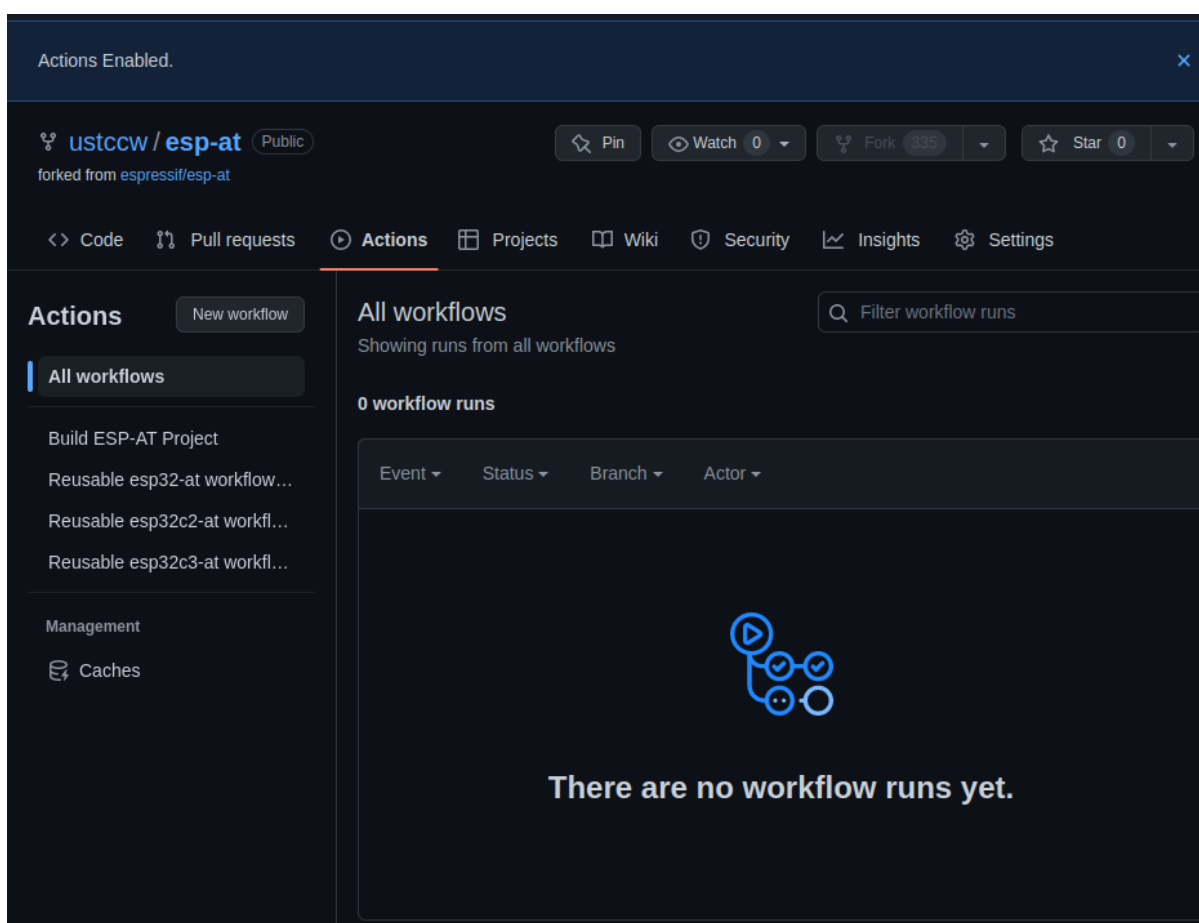 Actions Enabled.
ustccw / esp-at Public
Pin
Watch 0
Fork 335
Star 0
forked from espressif/esp-at
Code
Pull requests
Actions
Projects
Wiki
Security
Insights
Settings
Actions
New workflow
All workflows
Build ESP-AT Project
Reusable esp32-at workflow...
Reusable esp32c2-at workfl...
Reusable esp32c3-at workfl...
Management
Caches
All workflows
Showing runs from all workflows
Filter workflow runs
0 workflow runs
Event
Status
Branch
Actor
There are no workflow runs yet.